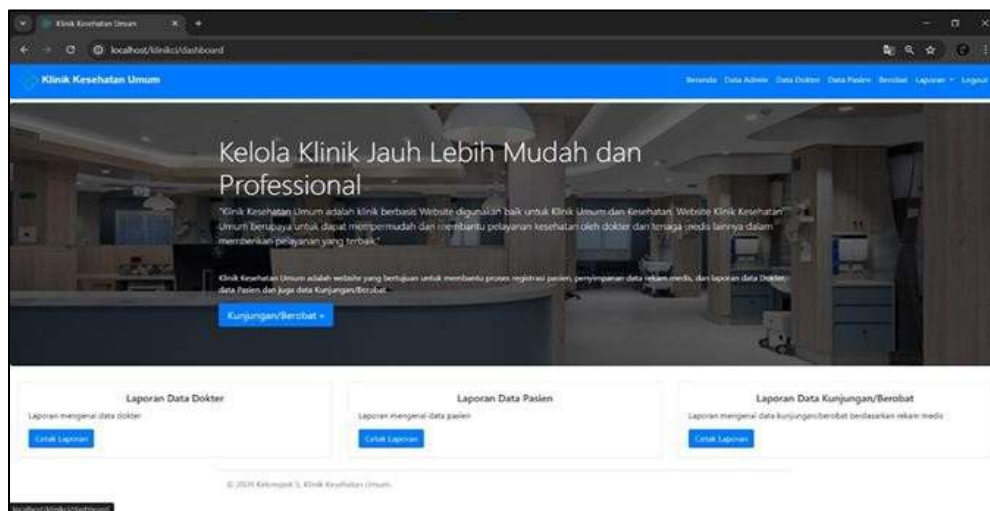 Klinik Kesehatan Umum
localhost/klinikci/dashboard
Klinik Kesehatan Umum
Beranda Data Admin Data Dokter Data Pasien Berobat Laporan Logout
Kelola Klinik Jauh Lebih Mudah dan
Professional
"Klinik Kesehatan Umum adalah klinik berbasis Website digunakan baik untuk Klinik Umum dan Kesehatan. Website Klinik Kesehatan
Umum berupaya untuk dapat mempermudah dan membantu pelayanan kesehatan oleh dokter dan tenaga medis lainnya dalam
memberikan pelayanan yang terbaik"
Klinik Kesehatan Umum adalah website yang bertujuan untuk membantu proses registrasi pasien, penyimpanan data rekam medis, dan laporan data Dokter,
data Pasien dan juga data Kunjungan/Berobat.
Kunjungan/Berobat »
Laporan Data Dokter
Laporan Data Pasien
Laporan Data Kunjungan/Berobat
Laporan mengenai data dokter
Laporan mengenai data pasien
Laporan mengenai data kunjungan/berobat berdasarkan rekam medis
Cetak Laporan
Cetak Laporan
Cetak Laporan
© 2024 Kelompok 5, Klinik Kesehatan Umum.
localhost/klinikci/dashboard